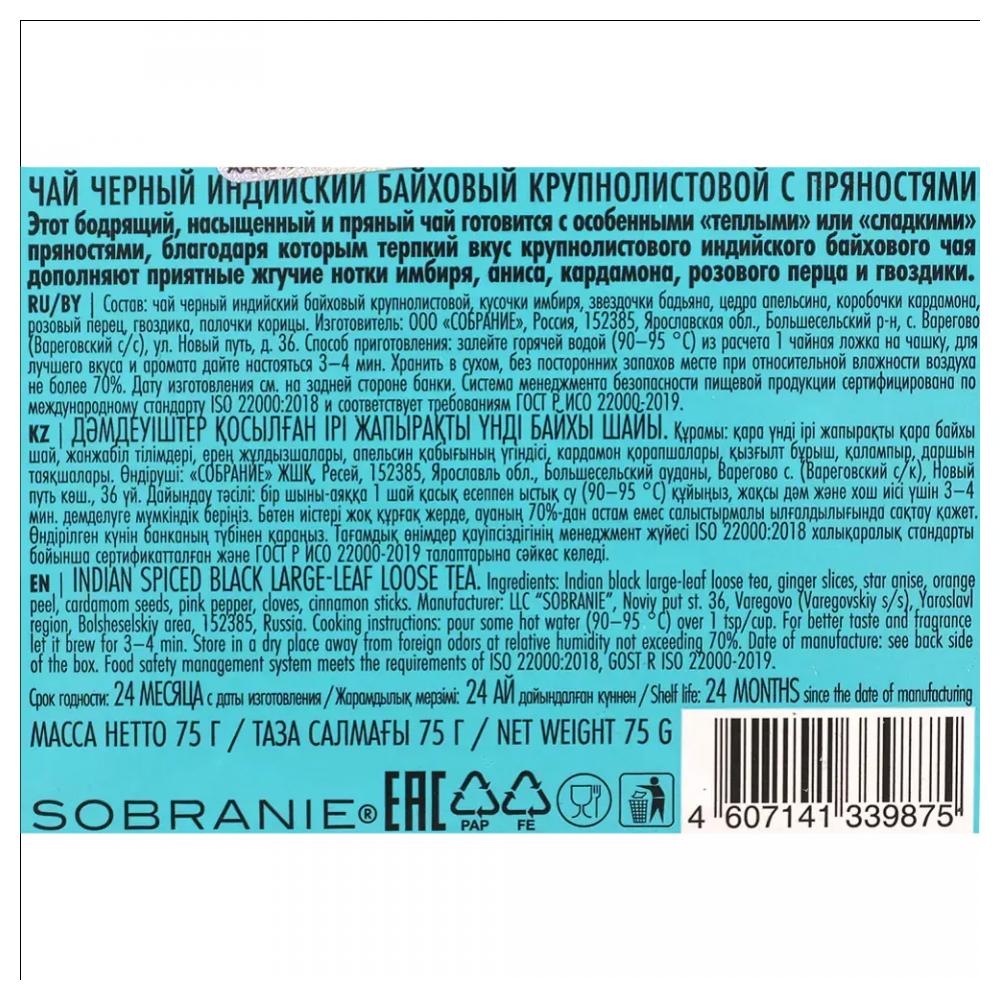 ЧАЙ ЧЕРНЫЙ ИНДИЙСКИЙ БАЙХОВЫЙ КРУПНОЛИСТОВОЙ С ПРЯНОСТЯМИ
Этот бодрящий, насыщенный и пряный чай готовится с особенными «теплыми» или «сладкими»
пряностями, благодаря которым терпкий вкус крупнолистового индийского байхового чая
дополняют приятные жгучие нотки имбиря, аниса, кардамона, розового перца и гвоздики.
RU/BY | Состав: чай черный индийский байховый крупнолистовой, кусочки имбиря, звездочки бадьяна, цедра апельсина, коробочки кардамона,
розовый перец, гвоздика, палочки корицы. Изготовитель: ООО «СОБРАНИЕ», Россия, 152385, Ярославская обл., Большесельский р-н, с. Варегово
(Вареговский с/с), ул. Новый путь, д. 36. Способ приготовления: залейте горячей водой (90–95 °C) из расчета 1 чайная ложка на чашку, для
лучшего вкуса и аромата дайте настояться 3–4 мин. Хранить в сухом, без посторонних запахов месте при относительной влажности воздуха
не более 70%. Дату изготовления см. на задней стороне банки. Система менеджмента безопасности пищевой продукции сертифицирована по
международному стандарту ISO 22000:2018 и соответствует требованиям ГОСТ Р ИСО 22000-2019.
KZ | ДӘМДЕУІШТЕР ҚОСЫЛҒАН ІРІ ЖАПЫРАҚТЫ ҮНДІ БАЙХЫ ШАЙЫ. Құрамы: қара үнді ірі жапырақты қара байхы
шай, жанжабіл тілімдері, ерең жұлдызшалары, апельсин қабығының үгіндісі, кардамон қорапшалары, қызғылт бұрыш, қалампыр, даршын
таяқшалары. Өндіруші: «СОБРАНИЕ» ЖШҚ, Ресей, 152385, Ярославль обл., Большесельский ауданы, Варегово с. (Вареговский с/к), Новый
путь көш., 36 үй. Дайындау тәсілі: бір шыны-аяққа 1 шай қасық есеппен ыстық су (90–95 °C) құйыңыз, жақсы дәм және хош иісі үшін 3–4
мин. демделуге мүмкіндік беріңіз. Бөтен иістері жоқ құрғақ жерде, ауаның 70%-дан астам емес салыстырмалы ылғалдылығында сақтау қажет.
Өндірілген күнін банканың түбінен қараңыз. Тағамдық өнімдер қауіпсіздігінің менеджмент жүйесі ISO 22000:2018 халықаралық стандарты
бойынша сертификатталған және ГОСТ Р ИСО 22000-2019 талаптарына сәйкес келеді.
EN | INDIAN SPICED BLACK LARGE-LEAF LOOSE TEA. Ingredients: Indian black large-leaf loose tea, ginger slices, star anise, orange
peel, cardamom seeds, pink pepper, cloves, cinnamon sticks. Manufacturer: LLC “SOBRANIE”, Noviy put st. 36, Varegovo (Varegovskiy s/s), Yaroslavl
region, Bolsheselskiy area, 152385, Russia. Cooking instructions: pour some hot water (90–95 °C) over 1 tsp/cup. For better taste and fragrance
let it brew for 3–4 min. Store in a dry place away from foreign odors at relative humidity not exceeding 70%. Date of manufacture: see back side
of the box. Food safety management system meets the requirements of ISO 22000:2018, GOST R ISO 22000-2019.
Срок годности: 24 МЕСЯЦА с даты изготовления / Жарамдылық мерзімі: 24 АЙ дайындалған куннен / Shelf life: 24 MONTHS since the date of manufacturing
МАССА НЕТТО 75 Г / ТАЗА САЛМАҒЫ 75 Г / NET WEIGHT 75 G
SOBRANIE® EAC PAP FE
4 607141 339875